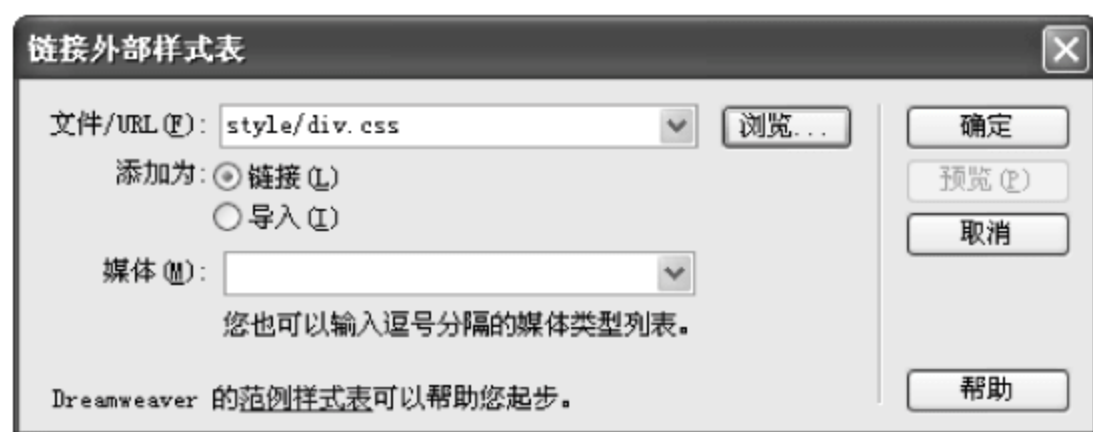 链接外部样式表
文件/URL(F): style/div.css 浏览... 确定
添加为: 链接(L) 预览(P)
导入(I) 取消
媒体(M):
您也可以输入逗号分隔的媒体类型列表。
Dreamweaver 的范例样式表可以帮助您起步。 帮助